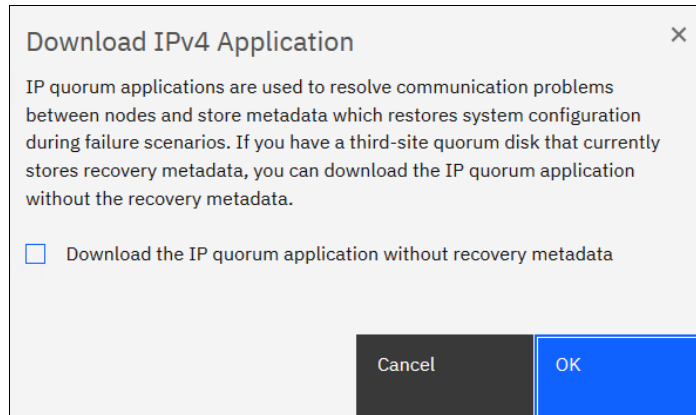 Download IPv4 Application
IP quorum applications are used to resolve communication problems
between nodes and store metadata which restores system configuration
during failure scenarios. If you have a third-site quorum disk that currently
stores recovery metadata, you can download the IP quorum application
without the recovery metadata.
Download the IP quorum application without recovery metadata
Cancel
OK